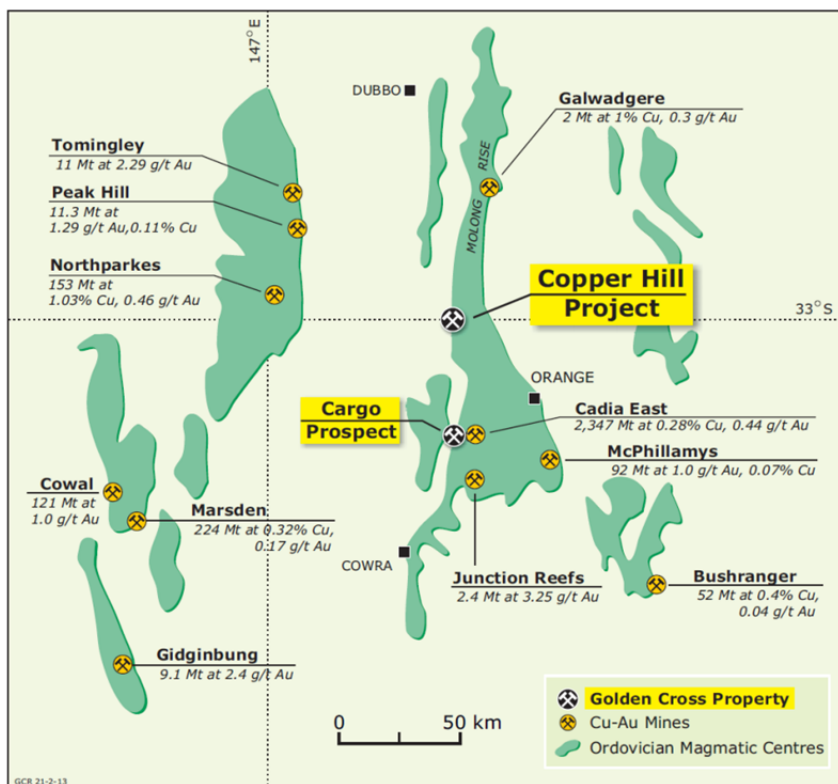 147° E
DUBBO
Galwadgere
2 Mt at 1% Cu, 0.3 g/t Au
Tomingley
11 Mt at 2.29 g/t Au
MOLONG RISE
Peak Hill
11.3 Mt at
1.29 g/t Au,0.11% Cu
Northparkes
153 Mt at
1.03% Cu, 0.46 g/t Au
Copper Hill
Project
33°S
ORANGE
Cargo
Prospect
Cadia East
2,347 Mt at 0.28% Cu, 0.44 g/t Au
McPhillamys
92 Mt at 1.0 g/t Au, 0.07% Cu
Cowal
121 Mt at
1.0 g/t Au
Marsden
224 Mt at 0.32% Cu,
0.17 g/t Au
COWRA
Junction Reefs
2.4 Mt at 3.25 g/t Au
Bushranger
52 Mt at 0.4% Cu,
0.04 g/t Au
Gidginbung
9.1 Mt at 2.4 g/t Au
0 50 km
Golden Cross Property
Cu-Au Mines
Ordovician Magmatic Centres
GCR 21-2-13